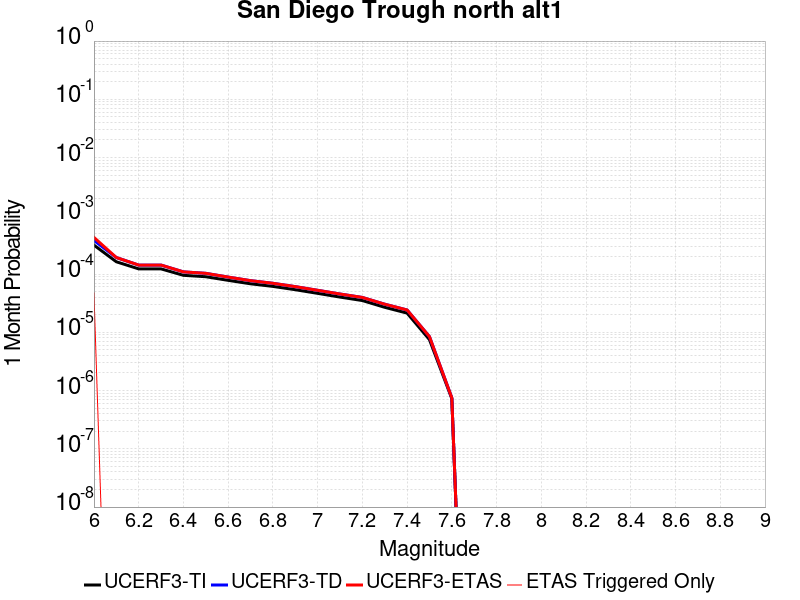 San Diego Trough north alt1
10^0
10^-1
10^-2
10^-3
10^-4
10^-5
10^-6
10^-7
10^-8
1 Month Probability
6 6.2 6.4 6.6 6.8 7 7.2 7.4 7.6 7.8 8 8.2 8.4 8.6 8.8 9
Magnitude
UCERF3-TI UCERF3-TD UCERF3-ETAS ETAS Triggered Only